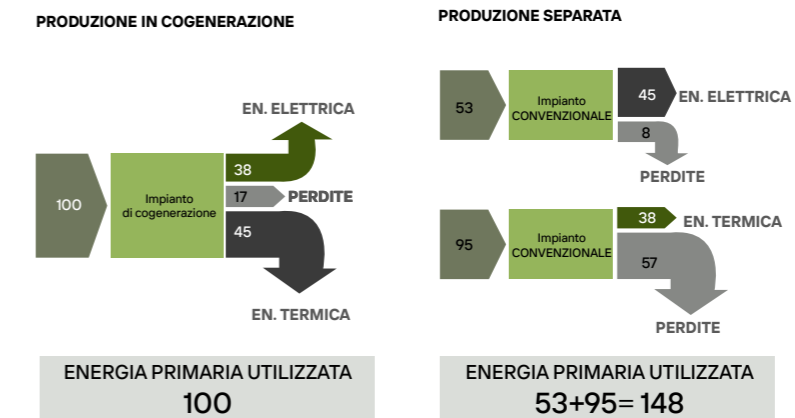 PRODUZIONE IN COGENERAZIONE
EN. ELETTRICA
100
Impianto
di cogenerazione
38
17
PERDITE
45
EN. TERMICA
ENERGIA PRIMARIA UTILIZZATA
100
PRODUZIONE SEPARATA
53
Impianto
CONVENZIONALE
45
EN. ELETTRICA
8
PERDITE
95
Impianto
CONVENZIONALE
38
EN. TERMICA
57
PERDITE
ENERGIA PRIMARIA UTILIZZATA
53+95= 148